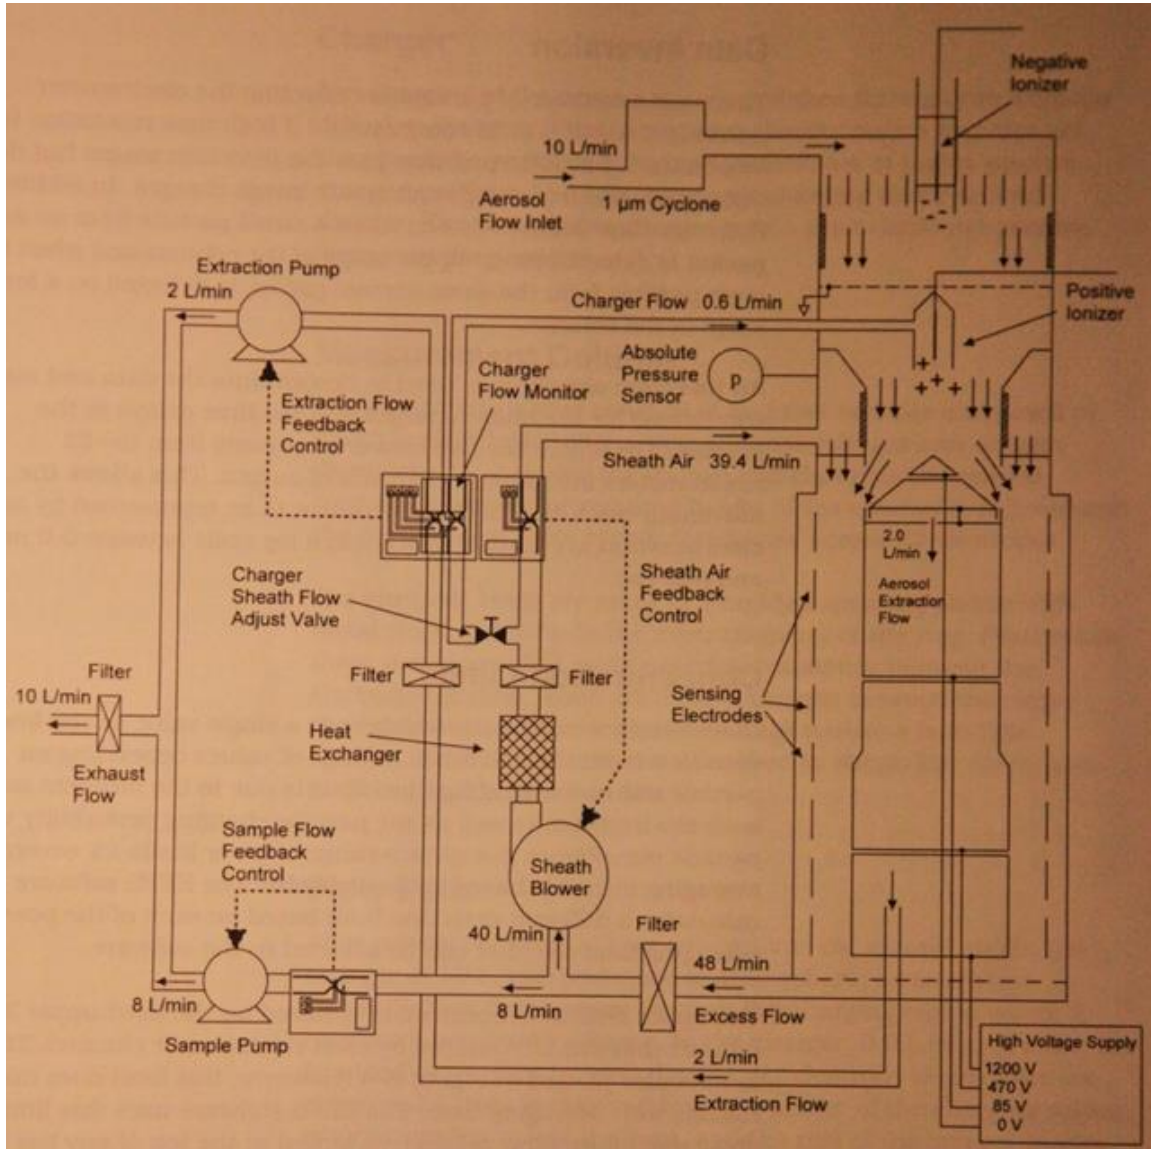 Negative
Ionizer
10 L/min
Aerosol
Flow Inlet
1 µm Cyclone
Extraction Pump
2 L/min
Charger Flow 0.6 L/min
Positive
Ionizer
Absolute
Pressure
Sensor
p
Charger
Flow Monitor
Extraction Flow
Feedback
Control
Sheath Air 39.4 L/min
2.0
L/min
Aerosol
Extraction
Flow
Charger
Sheath Flow
Adjust Valve
Sheath Air
Feedback
Control
Filter
10 L/min
Exhaust
Flow
Filter
Filter
Sensing
Electrodes
Heat
Exchanger
Sample Flow
Feedback
Control
Sheath
Blower
40 L/min
Filter
48 L/min
Excess Flow
8 L/min
8 L/min
Sample Pump
2 L/min
Extraction Flow
High Voltage Supply
1200 V
470 V
85 V
0 V